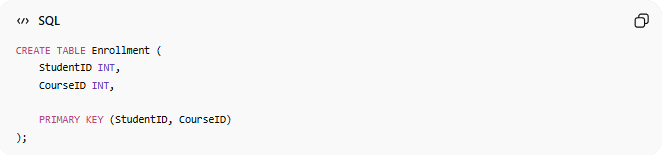 SQL
CREATE TABLE Enrollment (
    StudentID INT,
    CourseID INT,

    PRIMARY KEY (StudentID, CourseID)
);